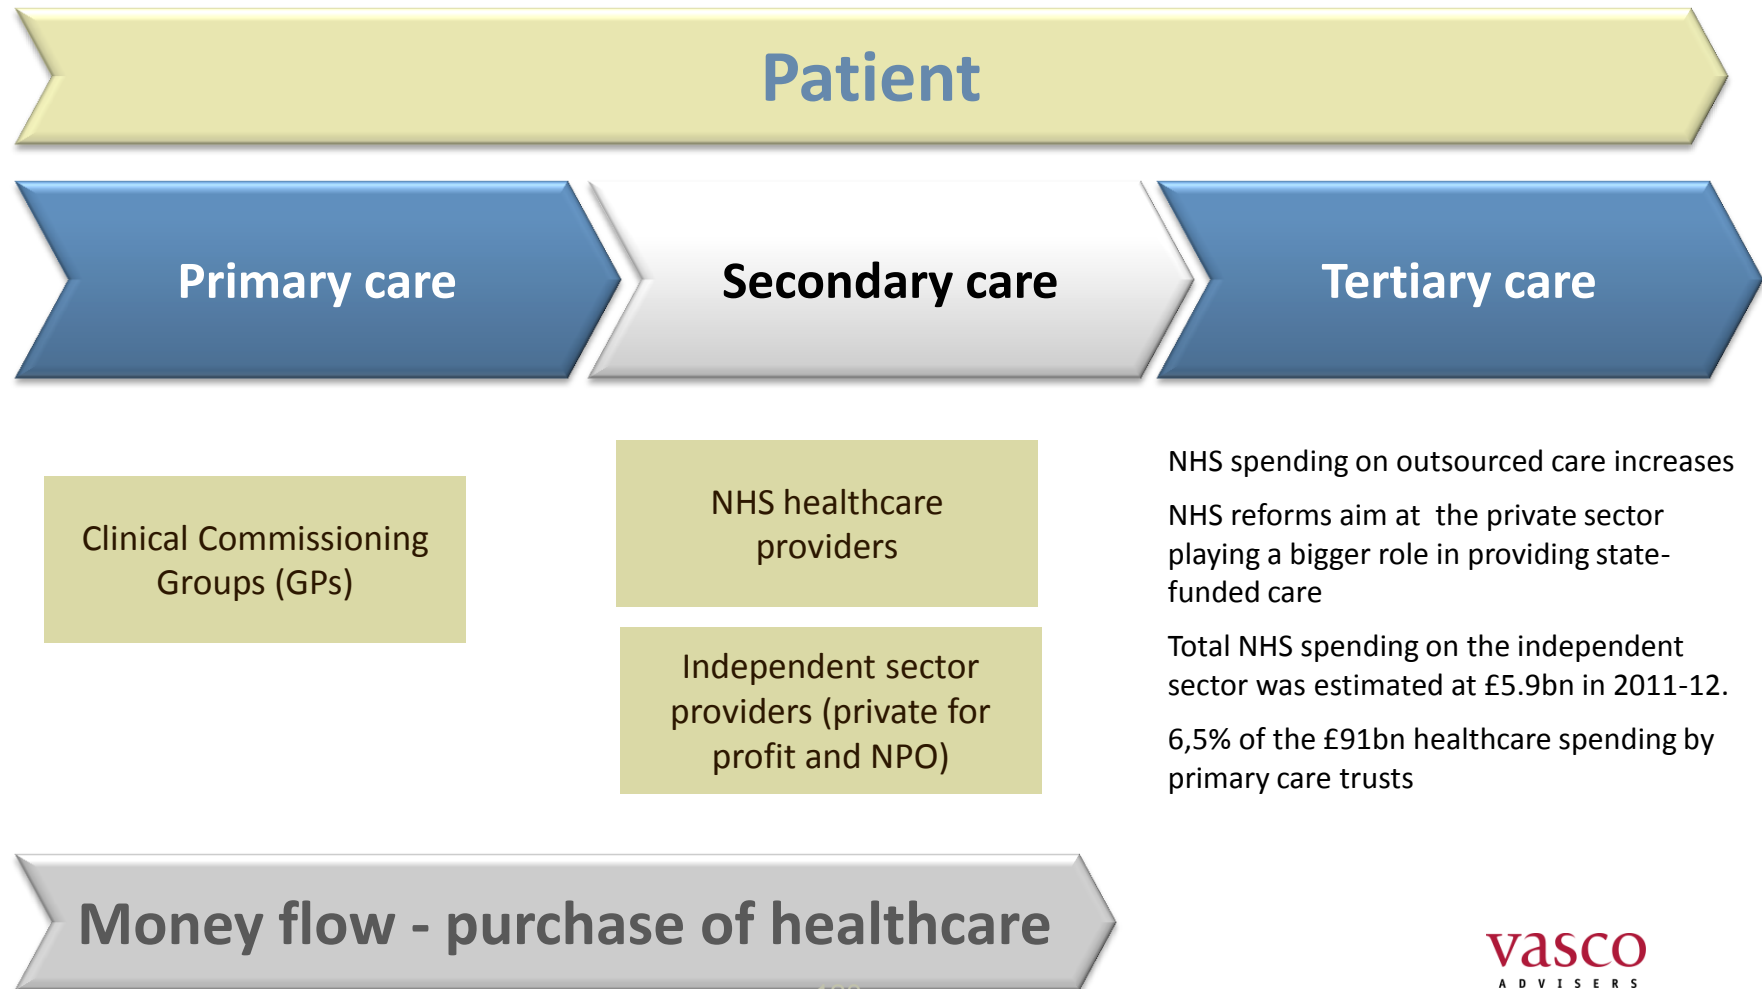 Patient
Primary care
Secondary care
Tertiary care
Clinical Commissioning
Groups (GPs)
NHS healthcare
providers
Independent sector
providers (private for
profit and NPO)
NHS spending on outsourced care increases
NHS reforms aim at  the private sector
playing a bigger role in providing state-
funded care
Total NHS spending on the independent
sector was estimated at £5.9bn in 2011-12.
6,5% of the £91bn healthcare spending by
primary care trusts
Money flow - purchase of healthcare
vasco
ADVISERS